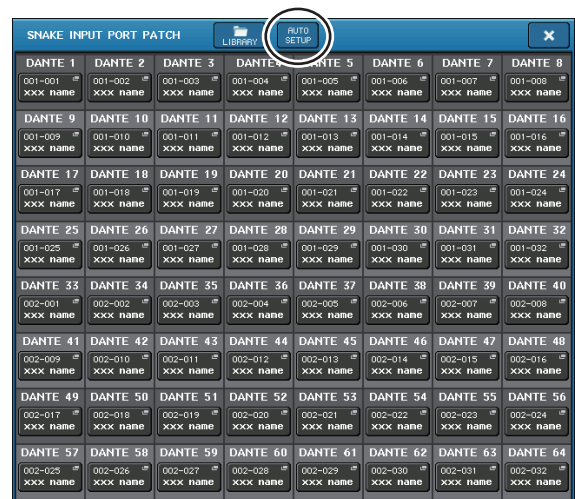 SNAKE INPUT PORT PATCH LIBRARY AUTO SETUP
DANTE 1 DANTE 2 DANTE 3 DANTE 4 DANTE 5 DANTE 6 DANTE 7 DANTE 8
001-001 001-002 001-003 001-004 001-005 001-006 001-007 001-008
xxx name xxx name xxx name xxx name xxx name xxx name xxx name xxx name
DANTE 9 DANTE 10 DANTE 11 DANTE 12 DANTE 13 DANTE 14 DANTE 15 DANTE 16
001-009 001-010 001-011 001-012 001-013 001-014 001-015 001-016
xxx name xxx name xxx name xxx name xxx name xxx name xxx name xxx name
DANTE 17 DANTE 18 DANTE 19 DANTE 20 DANTE 21 DANTE 22 DANTE 23 DANTE 24
001-017 001-018 001-019 001-020 001-021 001-022 001-023 001-024
xxx name xxx name xxx name xxx name xxx name xxx name xxx name xxx name
DANTE 25 DANTE 26 DANTE 27 DANTE 28 DANTE 29 DANTE 30 DANTE 31 DANTE 32
001-025 001-026 001-027 001-028 001-029 001-030 001-031 001-032
xxx name xxx name xxx name xxx name xxx name xxx name xxx name xxx name
DANTE 33 DANTE 34 DANTE 35 DANTE 36 DANTE 37 DANTE 38 DANTE 39 DANTE 40
002-001 002-002 002-003 002-004 002-005 002-006 002-007 002-008
xxx name xxx name xxx name xxx name xxx name xxx name xxx name xxx name
DANTE 41 DANTE 42 DANTE 43 DANTE 44 DANTE 45 DANTE 46 DANTE 47 DANTE 48
002-009 002-010 002-011 002-012 002-013 002-014 002-015 002-016
xxx name xxx name xxx name xxx name xxx name xxx name xxx name xxx name
DANTE 49 DANTE 50 DANTE 51 DANTE 52 DANTE 53 DANTE 54 DANTE 55 DANTE 56
002-017 002-018 002-019 002-020 002-021 002-022 002-023 002-024
xxx name xxx name xxx name xxx name xxx name xxx name xxx name xxx name
DANTE 57 DANTE 58 DANTE 59 DANTE 60 DANTE 61 DANTE 62 DANTE 63 DANTE 64
002-025 002-026 002-027 002-028 002-029 002-030 002-031 002-032
xxx name xxx name xxx name xxx name xxx name xxx name xxx name xxx name